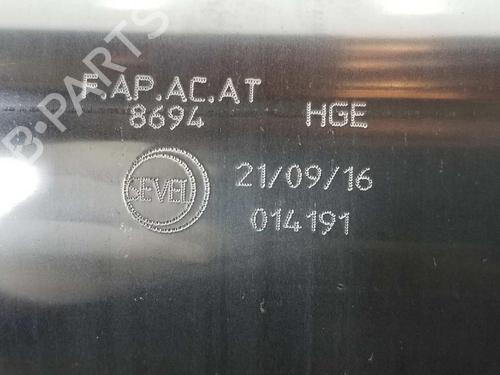 F.AP.AC.AT
8694 HGE
SEVEL 21/09/16
014191
B-PARTS